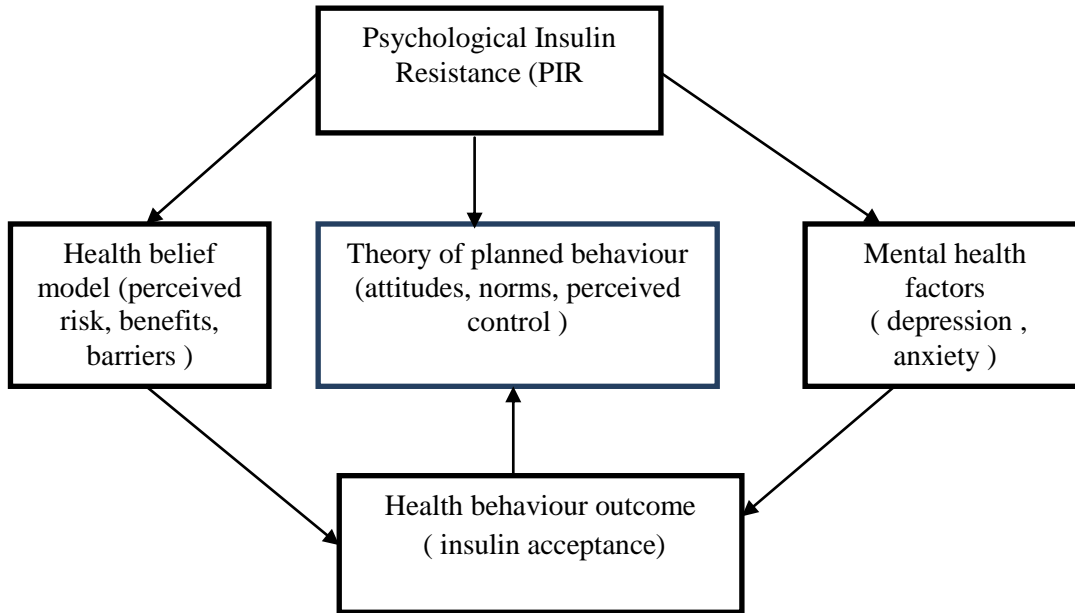 Psychological Insulin
Resistance (PIR
Health belief
model (perceived
risk, benefits,
barriers )
Theory of planned behaviour
(attitudes, norms, perceived
control )
Mental health
factors
( depression ,
anxiety )
Health behaviour outcome
( insulin acceptance)